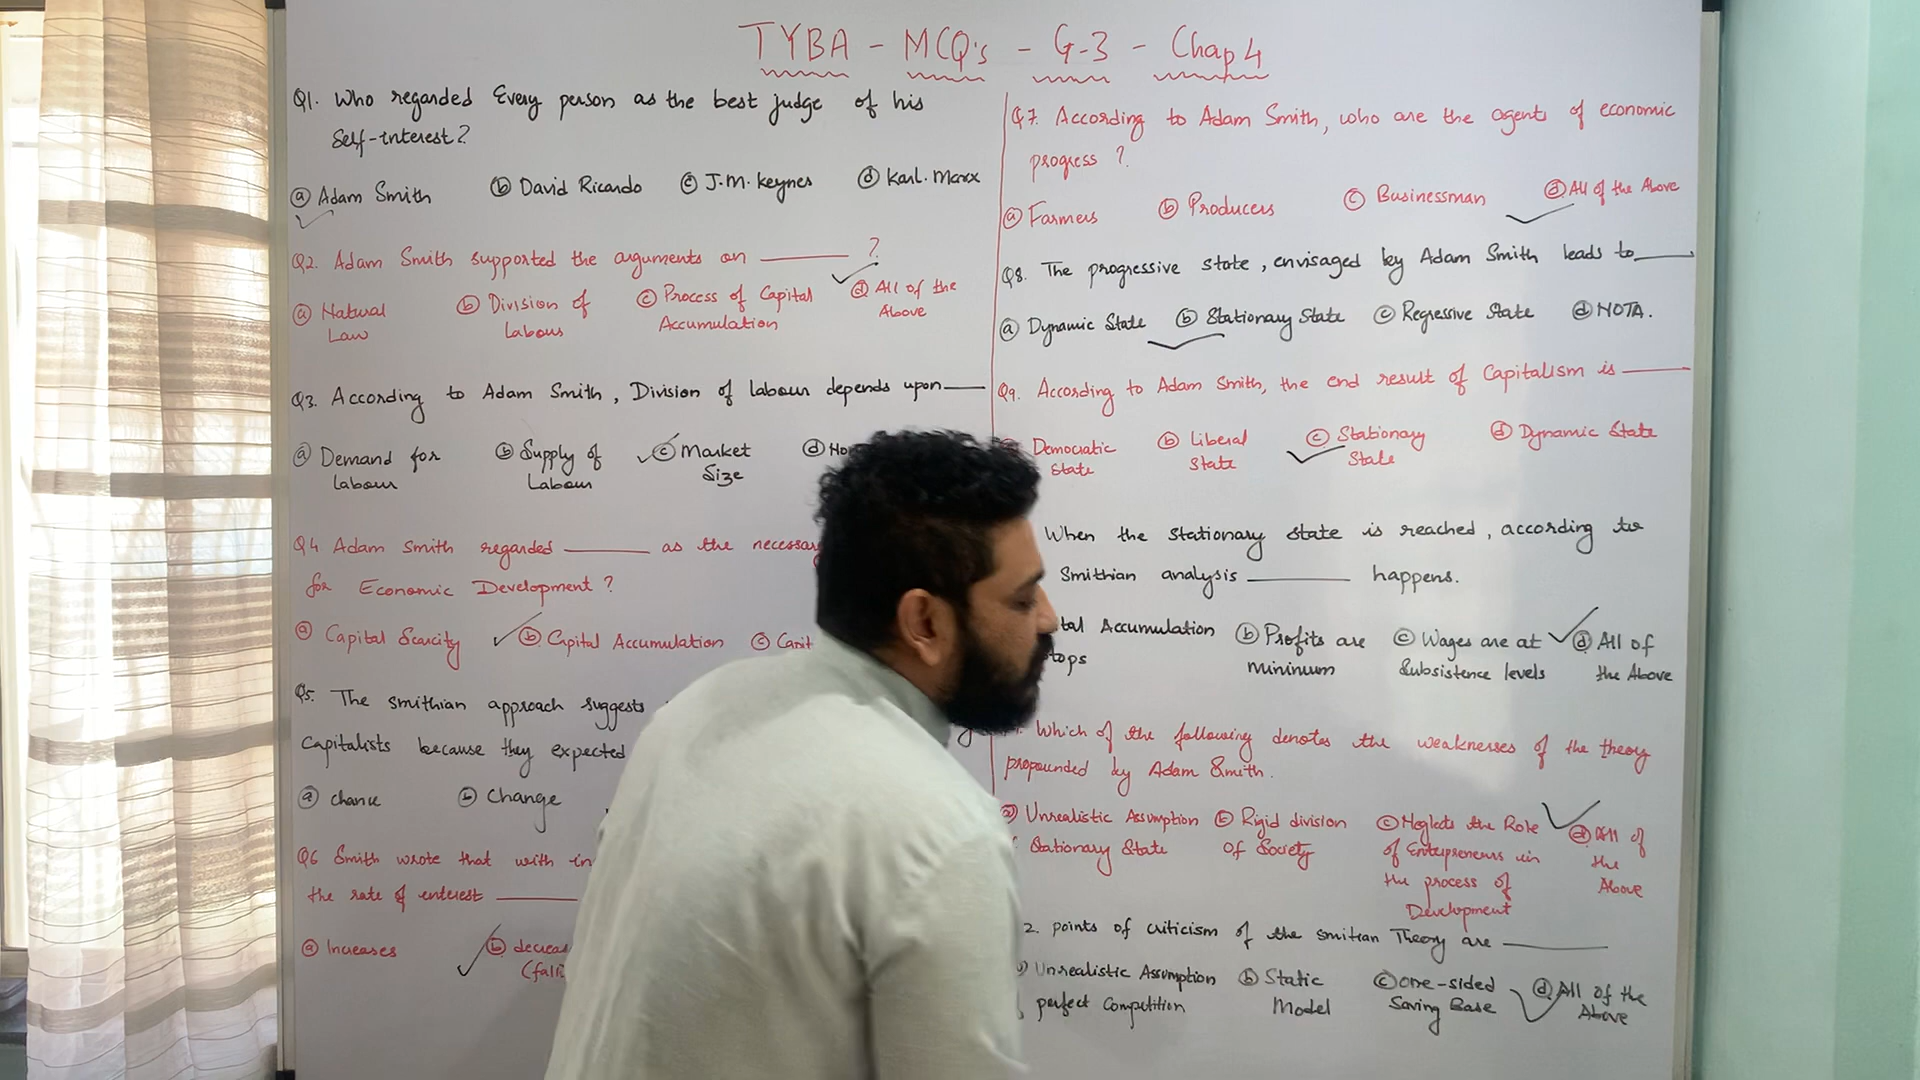 TYBA - MCQ's - G-3 - Chap 4
Q1. Who regarded Every person as the best judge of his
Self-interest?
ⓐ Adam Smith ⓑ David Ricardo ⓒ J.M. Keynes ⓓ Karl. Marx
Q2. Adam Smith supported the arguments on ______ ?
ⓐ Natural ⓑ Division of ⓒ Process of Capital ⓓ All of the
Law Labour Accumulation Above
Q3. According to Adam Smith, Division of labour depends upon____
ⓐ Demand for ⓑ Supply of ⓒ Market ⓓ
labour Labour Size
Q4 Adam Smith regarded ______ as the necessary
for Economic Development?
ⓐ Capital Scarcity ⓑ Capital Accumulation ⓒ
Q5. The smithian approach suggests
Capitalists because they expected
ⓐ chance ⓑ Change
Q6 Smith wrote that with
the rate of interest ______
ⓐ Increases ⓑ
Q7. According to Adam Smith, who are the agents of economic
progress ?
ⓐ Farmers ⓑ Producers ⓒ Businessman ⓓ All of the Above
Q8. The progressive state, envisaged by Adam Smith leads to____
ⓐ Dynamic State ⓑ Stationary State ⓒ Regressive State ⓓ NOTA.
Q9. According to Adam Smith, the end result of Capitalism is ____
Democratic ⓑ Liberal ⓒ Stationary ⓓ Dynamic State
State State State
When the Stationary state is reached, according to
Smithian analysis ______ happens.
Accumulation ⓑ Profits are ⓒ Wages are at ⓓ All of
mininum Subsistence levels the Above
Which of the following denotes the weaknesses of the theory
propounded by Adam Smith.
ⓐ Unrealistic Assumption ⓑ Rigid division ⓒ Neglects the Role ⓓ All of
Stationary State of Society of Entrepreneurs in the
the process of Above
Development
2. points of criticism of the smithian Theory are ______
Unrealistic Assumption ⓑ Static ⓒ one-sided ⓓ All of the
perfect Competition Model Saving Base Above